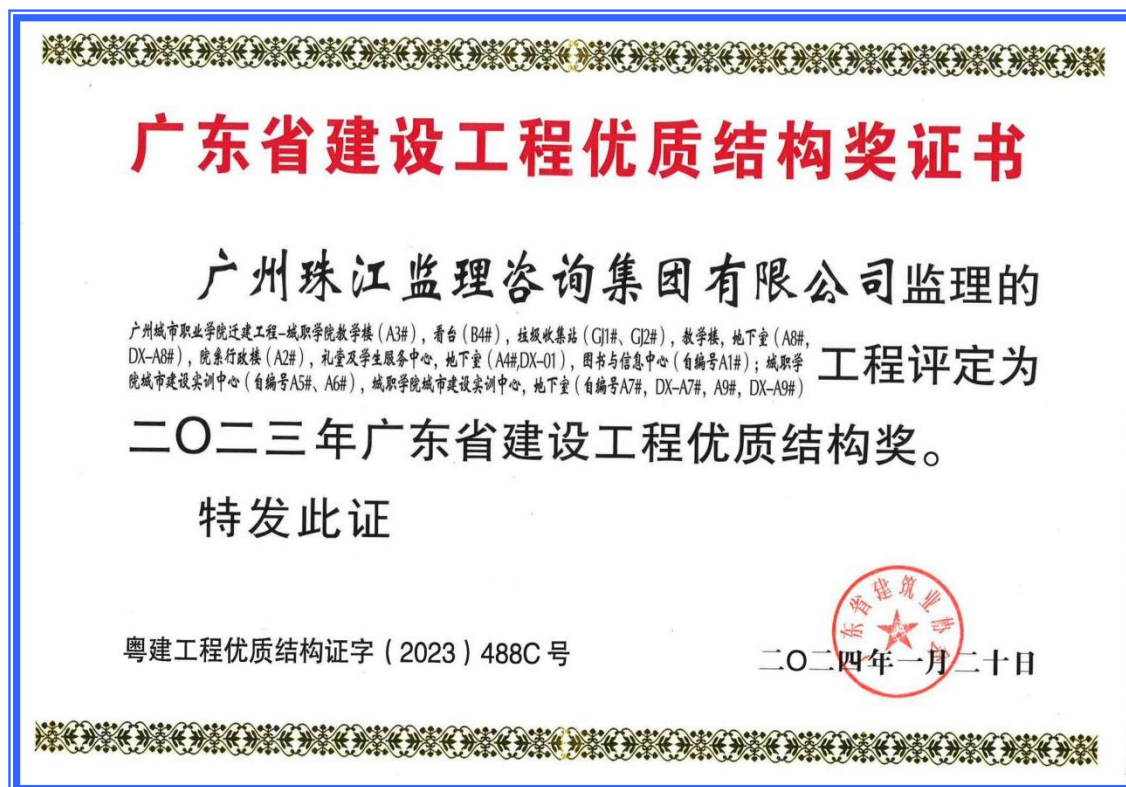 广东省建设工程优质结构奖证书
广州珠江监理咨询集团有限公司监理的
广州城市职业学院迁建工程-城职学院教学楼（A3#），看台（B4#），垃圾收集站（GJ1#、GJ2#），教学楼，地下室（A8#，
DX-A8#），院系行政楼（A2#），礼堂及学生服务中心，地下室（A4#,DX-01），图书与信息中心（自编号A1#）；城职学
院城市建设实训中心（自编号A5#、A6#），城职学院城市建设实训中心，地下室（自编号A7#，DX-A7#，A9#，DX-A9#）
工程评定为
二〇二三年广东省建设工程优质结构奖。
特发此证
广东省建筑业协会
粤建工程优质结构证字（2023）488C 号
二〇二四年一月二十日